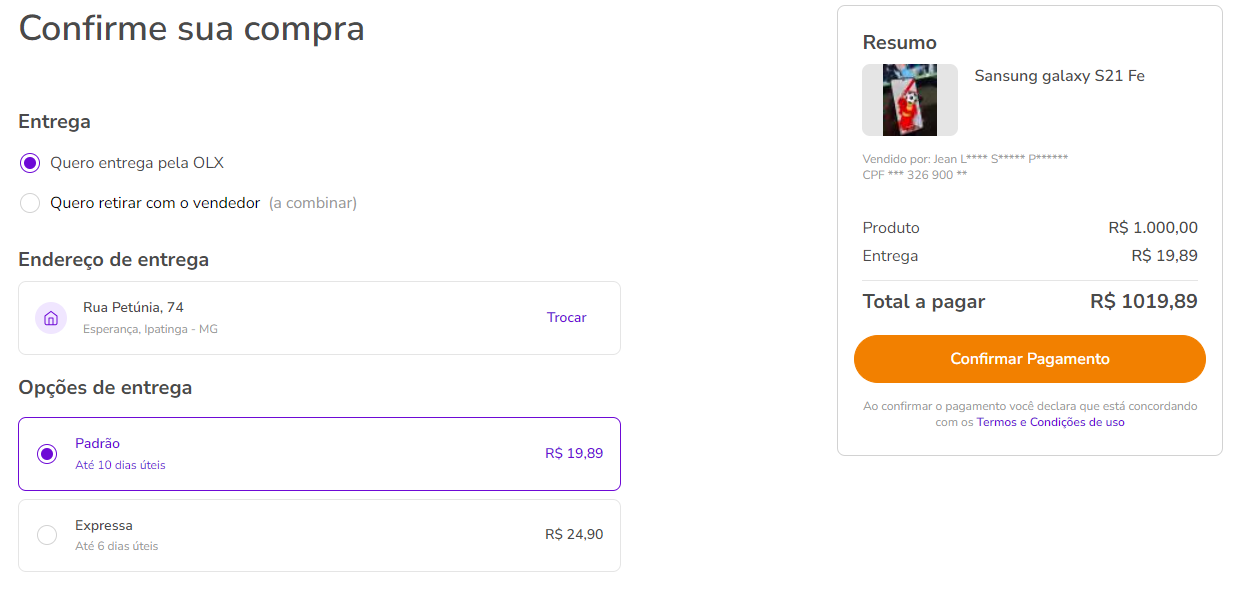 Confirme sua compra
Entrega
Quero entrega pela OLX
Quero retirar com o vendedor (a combinar)
Endereço de entrega
Rua Petúnia, 74
Esperança, Ipatinga - MG
Trocar
Opções de entrega
Padrão
Até 10 dias úteis
R$ 19,89
Expressa
Até 6 dias úteis
R$ 24,90
Resumo
Sansung galaxy S21 Fe
Vendido por: Jean L**** S***** P******
CPF *** 326 900 **
Produto R$ 1.000,00
Entrega R$ 19,89
Total a pagar R$ 1019,89
Confirmar Pagamento
Ao confirmar o pagamento você declara que está concordando
com os Termos e Condições de uso